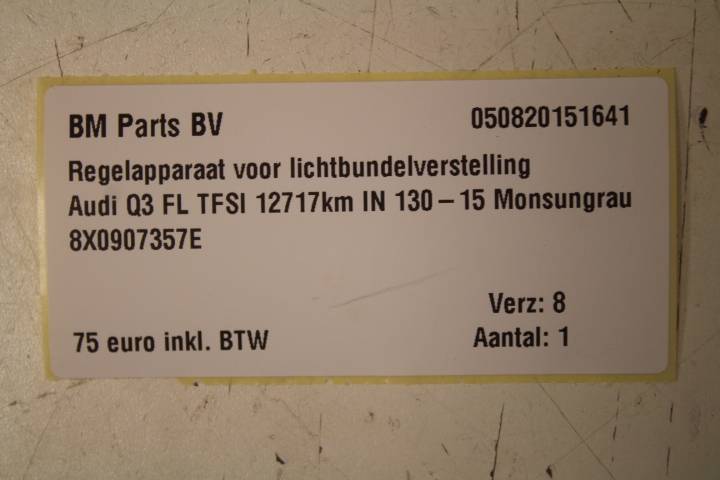 BM Parts BV 050820151641
Regelapparaat voor lichtbundelverstelling
Audi Q3 FL TFSI 12717km IN 130 – 15 Monsungrau
8X0907357E
Verz: 8
75 euro inkl. BTW Aantal: 1